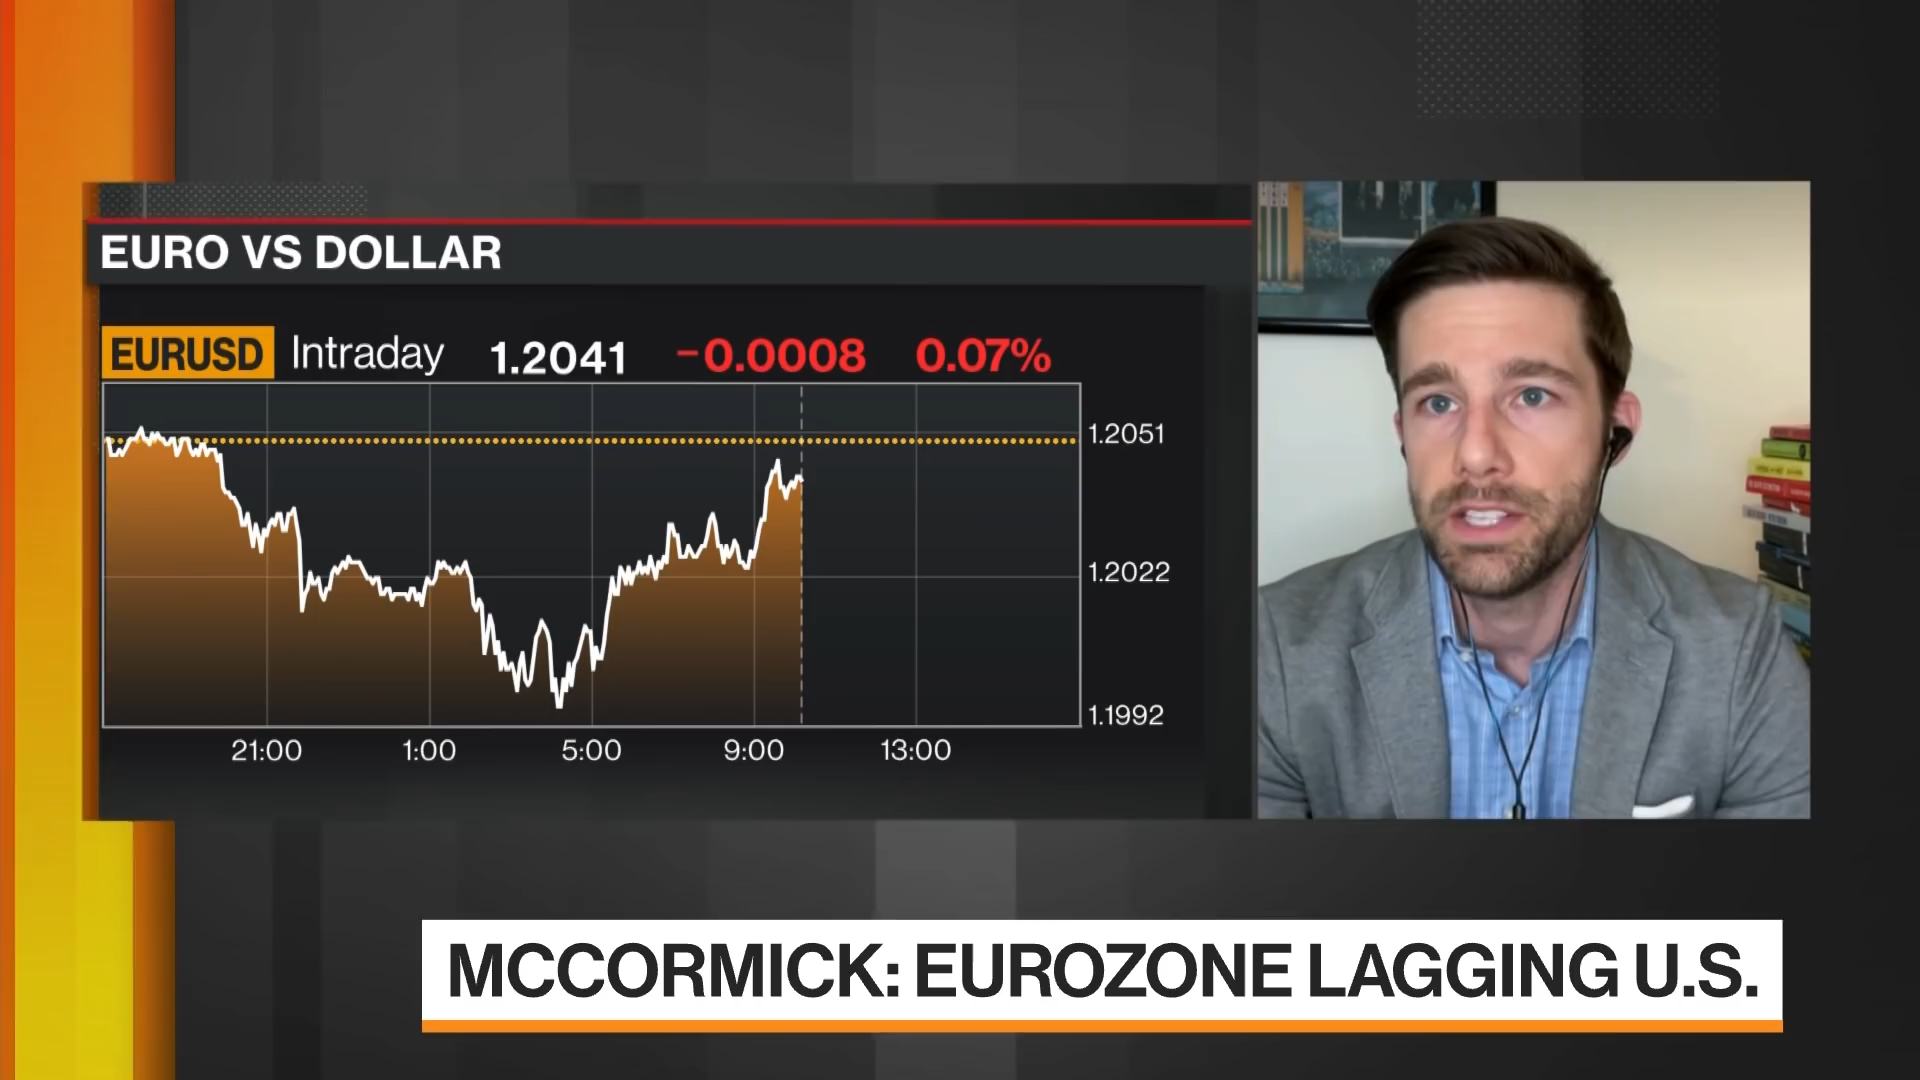 EURO VS DOLLAR
EURUSD Intraday 1.2041 -0.0008 0.07%
1.2051
1.2022
1.1992
21:00 1:00 5:00 9:00 13:00
MCCORMICK: EUROZONE LAGGING U.S.